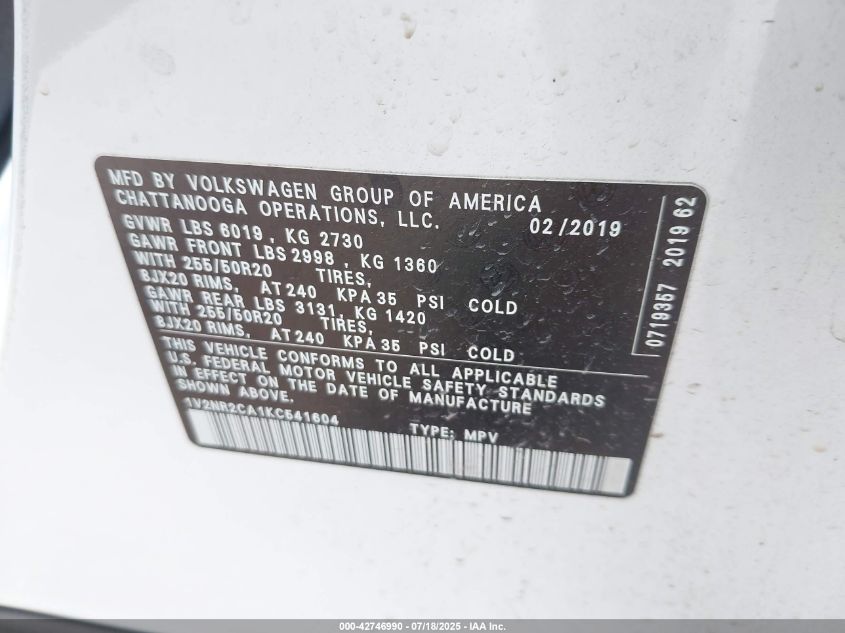 MFD BY VOLKSWAGEN GROUP OF AMERICA
CHATTANOOGA OPERATIONS, LLC. 02/2019
GVWR LBS 6019 , KG 2730
GAWR FRONT LBS 2998 , KG 1360
WITH 255/50R20 TIRES,
8JX20 RIMS, AT 240 KPA 35 PSI COLD
GAWR REAR LBS 3131, KG 1420
WITH 255/50R20 TIRES,
8JX20 RIMS, AT 240 KPA 35 PSI COLD
THIS VEHICLE CONFORMS TO ALL APPLICABLE
U.S. FEDERAL MOTOR VEHICLE SAFETY STANDARDS
IN EFFECT ON THE DATE OF MANUFACTURE
SHOWN ABOVE.
1V2NR2CA1KC541604 TYPE: MPV
0719357 2019 62
000-42746990 - 07/18/2025 - IAA Inc.